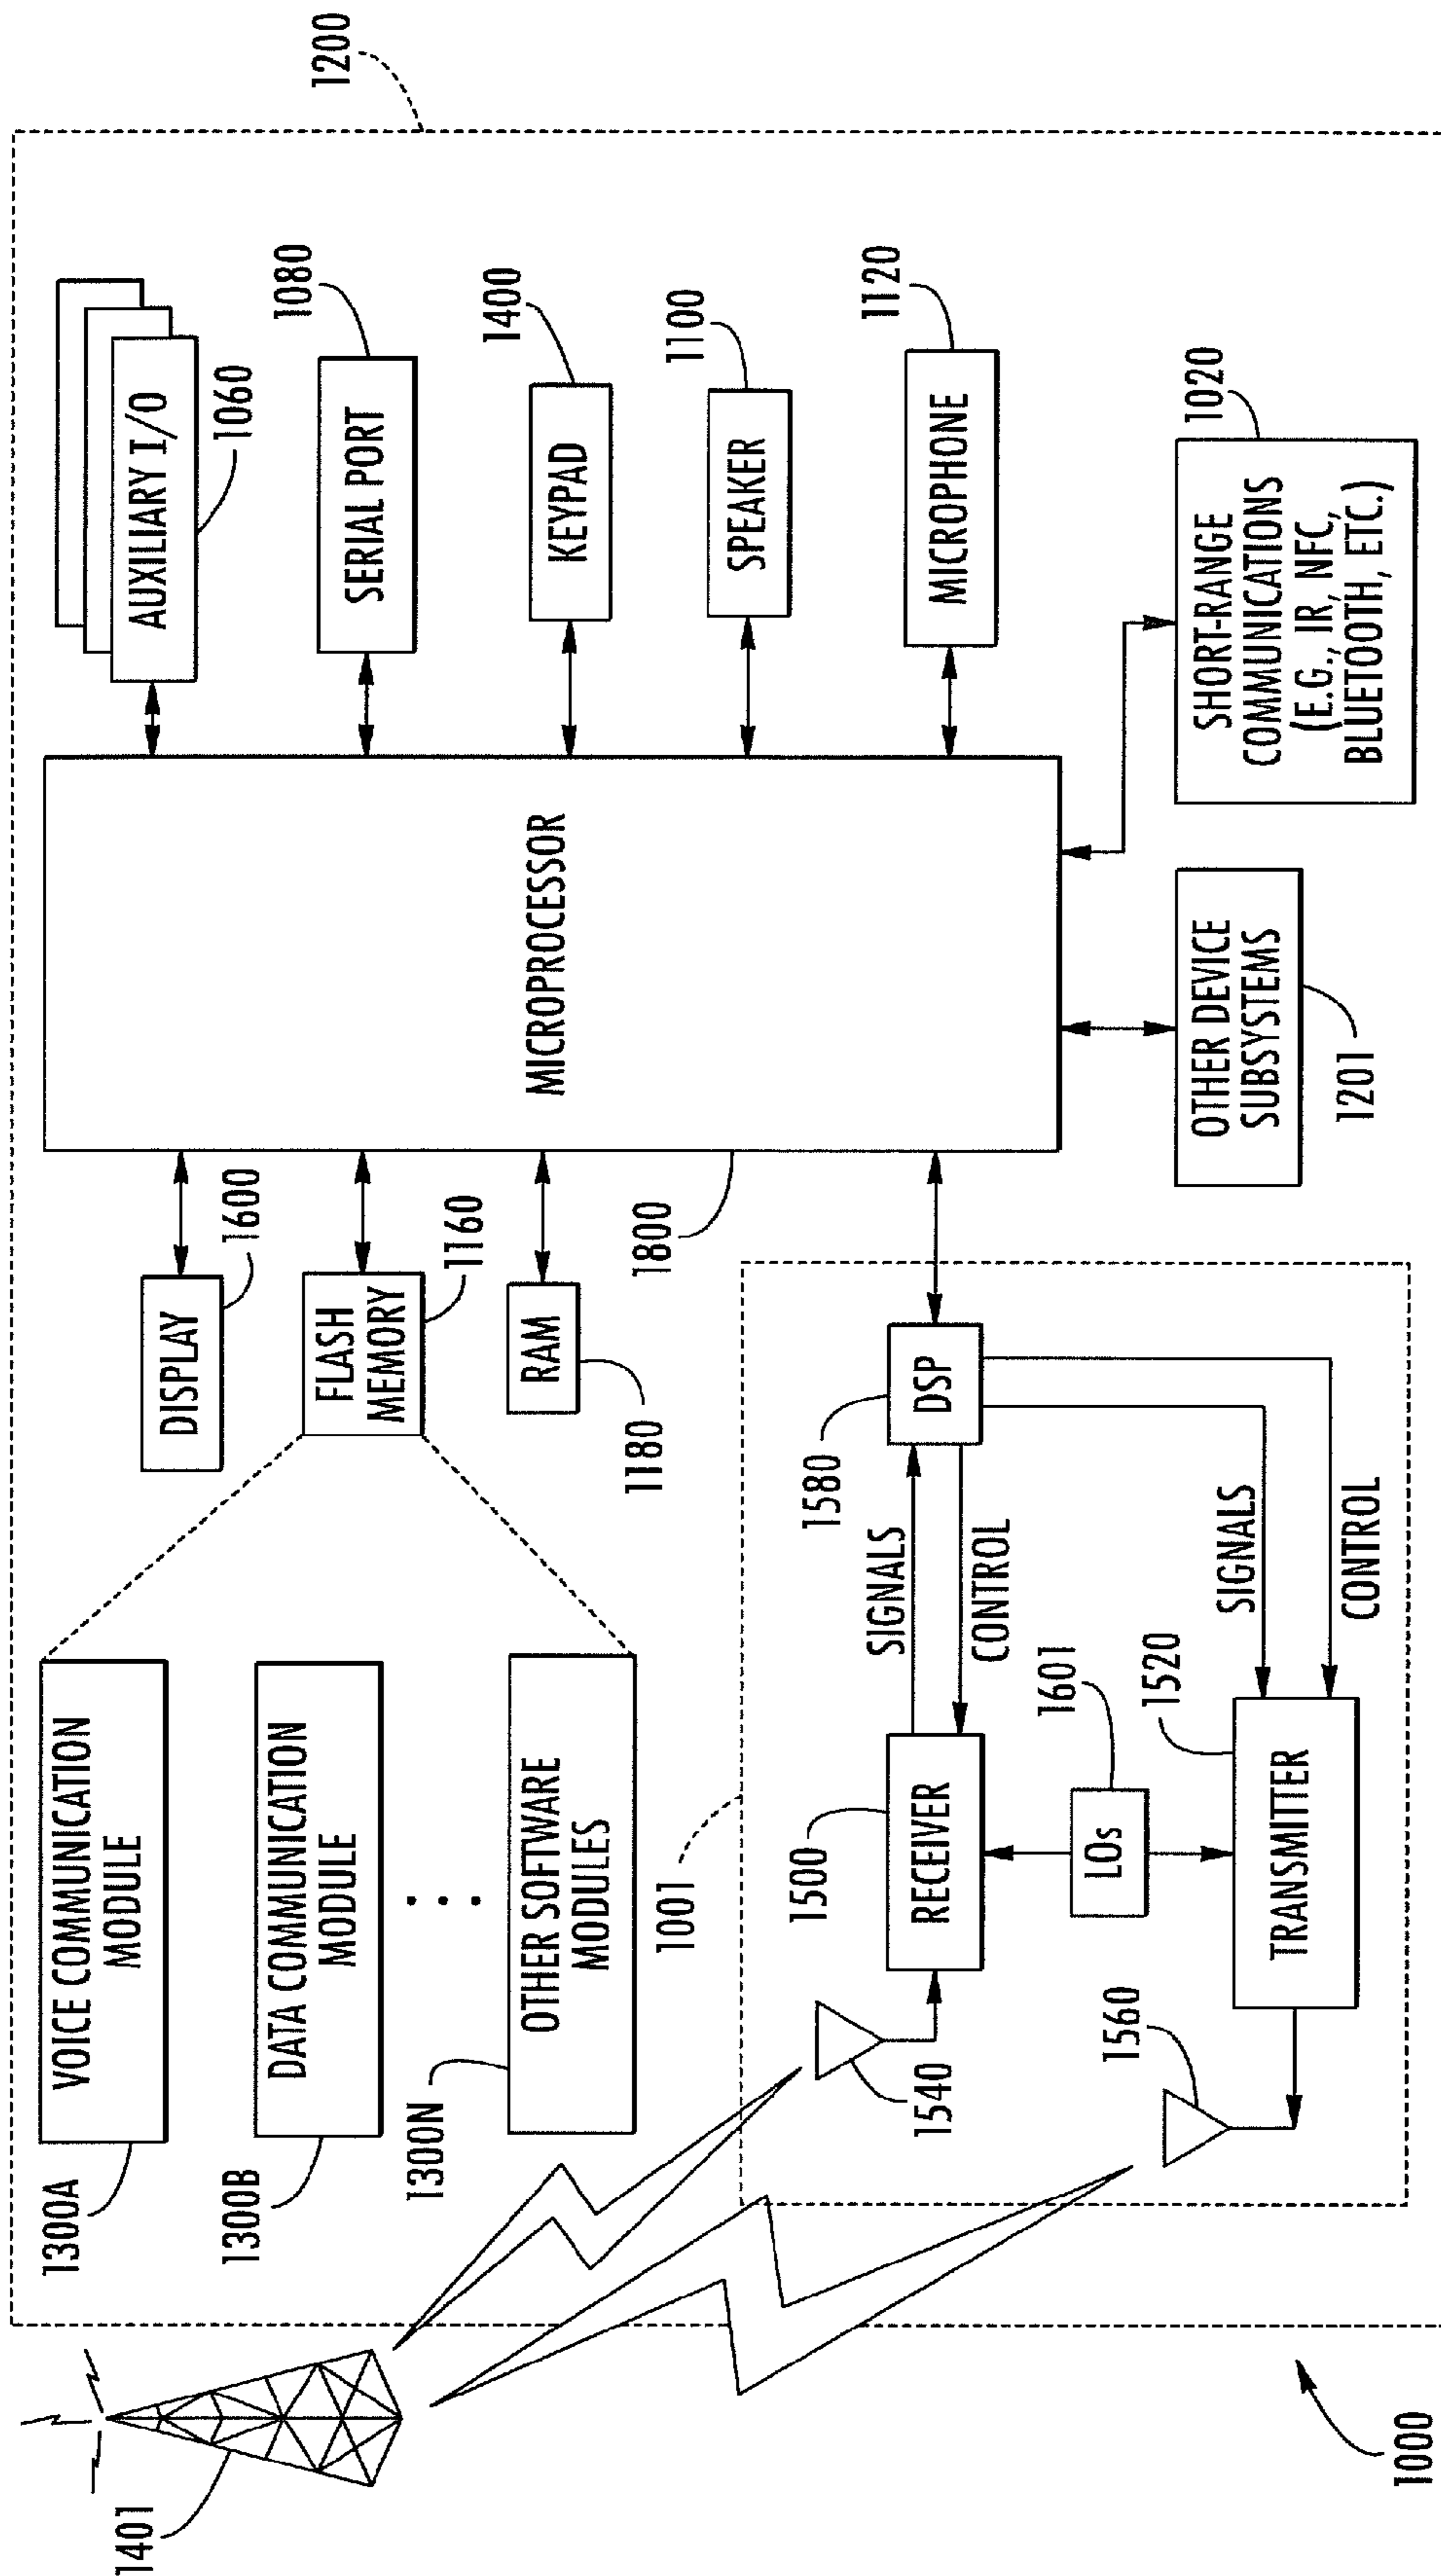 1200
AUXILIARY I/O
1060
SERIAL PORT
1080
KEYPAD
1400
SPEAKER
1100
MICROPHONE
1120
SHORT-RANGE
COMMUNICATIONS
(E.G., IR, NFC,
BLUETOOTH, ETC.)
1020
MICROPROCESSOR
1800
OTHER DEVICE
SUBSYSTEMS
1201
DISPLAY
1600
FLASH
MEMORY
1160
RAM
1180
VOICE COMMUNICATION
MODULE
1300A
DATA COMMUNICATION
MODULE
1300B
...
OTHER SOFTWARE
MODULES
1300N
1001
DSP
1580
SIGNALS
CONTROL
SIGNALS
CONTROL
RECEIVER
1500
LOs
1601
TRANSMITTER
1520
1540
1560
1401
1000